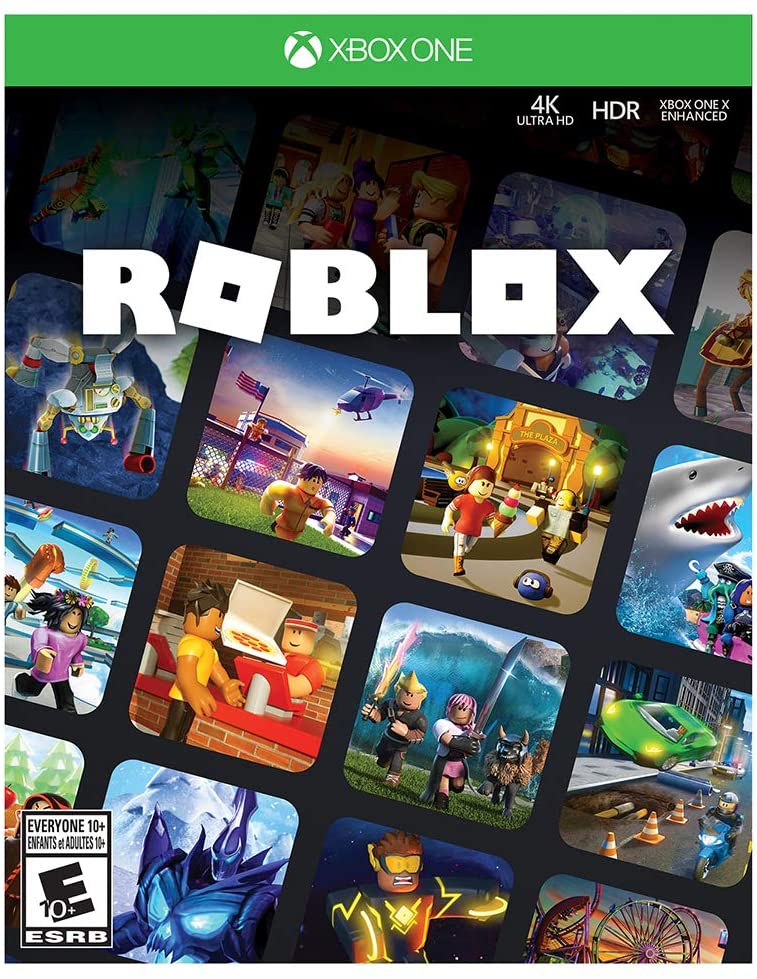 XBOX ONE
4K
ULTRA HD
HDR
XBOX ONE X
ENHANCED
ROBLOX
THE PLAZA
EVERYONE 10+
ENFANTS et ADULTES 10+
E
10+
ESRB